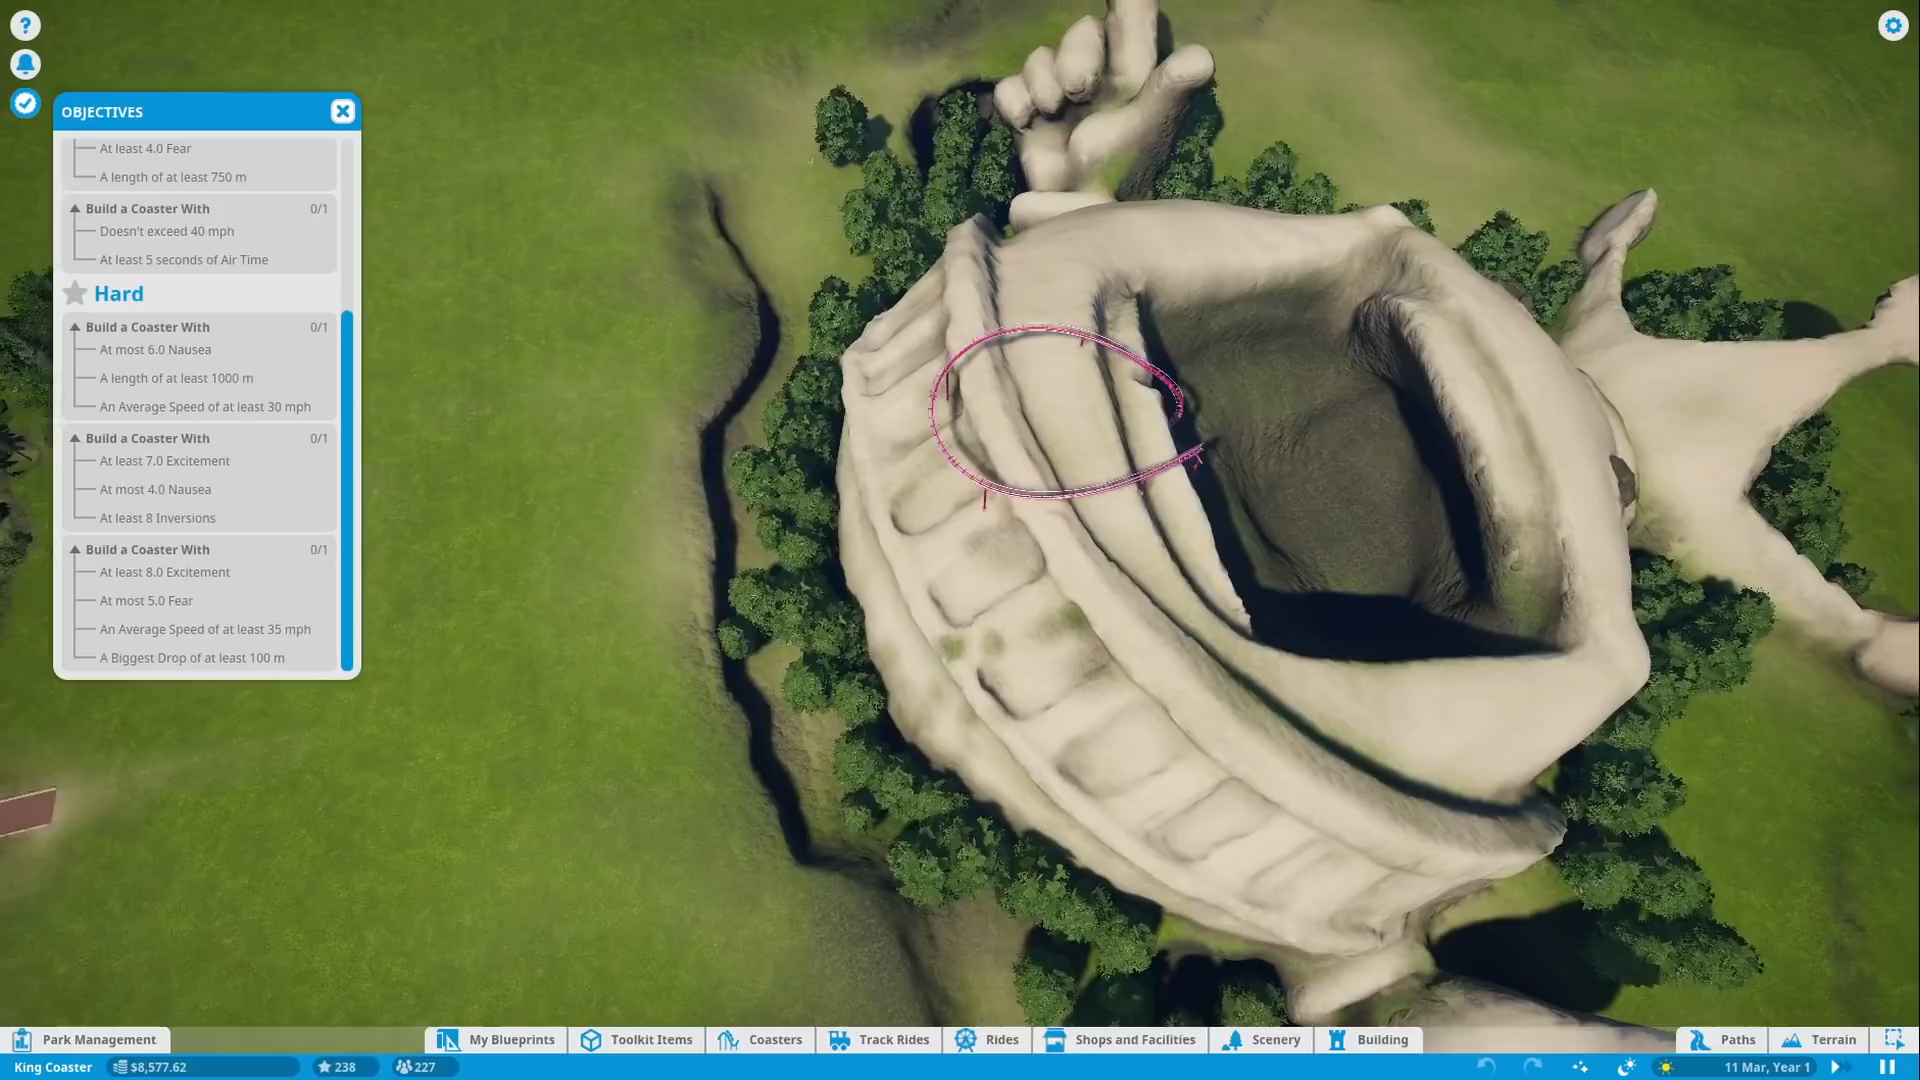 ?
OBJECTIVES
At least 4.0 Fear
A length of at least 750 m
Build a Coaster With 0/1
Doesn't exceed 40 mph
At least 5 seconds of Air Time
Hard
Build a Coaster With 0/1
At most 6.0 Nausea
A length of at least 1000 m
An Average Speed of at least 30 mph
Build a Coaster With 0/1
At least 7.0 Excitement
At most 4.0 Nausea
At least 8 Inversions
Build a Coaster With 0/1
At least 8.0 Excitement
At most 5.0 Fear
An Average Speed of at least 35 mph
A Biggest Drop of at least 100 m
Park Management My Blueprints Toolkit Items Coasters Track Rides Rides Shops and Facilities Scenery Building Paths Terrain
King Coaster $8,577.62 238 227 11 Mar, Year 1